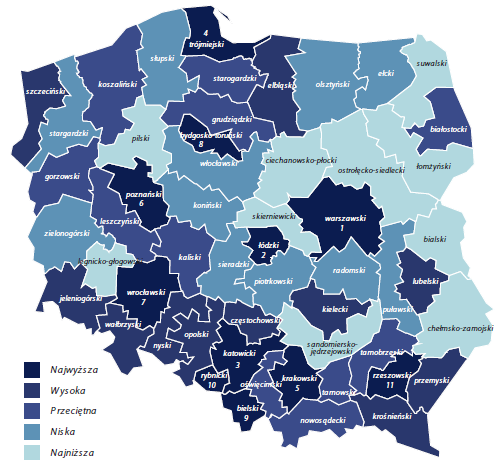 4
trójmiejski
słupski
suwalski
ełcki
koszaliński
starogardzki
olsztyński
elbląski
szczeciński
grudziądzki
białostocki
stargardzki
pilski
bydgosko-toruński
8
włocławski
ciechanowsko-płocki
łomżyński
ostrołęcko-siedlecki
gorzowski
poznański
6
koniński
skierniewicki
warszawski
1
leszczyński
zielonogórski
łódzki
2
bialski
kaliski
sieradzki
legnicko-głogowski
piotrkowski
radomski
lubelski
wrocławski
7
jeleniogórski
kielecki
puławski
wałbrzyski
opolski
częstochowski
chełmsko-zamojski
nyski
sandomiersko-
jędrzejowski
katowicki
3
tarnobrzeski
rybnicki
10
oświęcimski
krakowski
5
rzeszowski
11
przemyski
tarnowski
bielski
9
nowosądecki
krośnieński
Najwyższa
Wysoka
Przeciętna
Niska
Najniższa